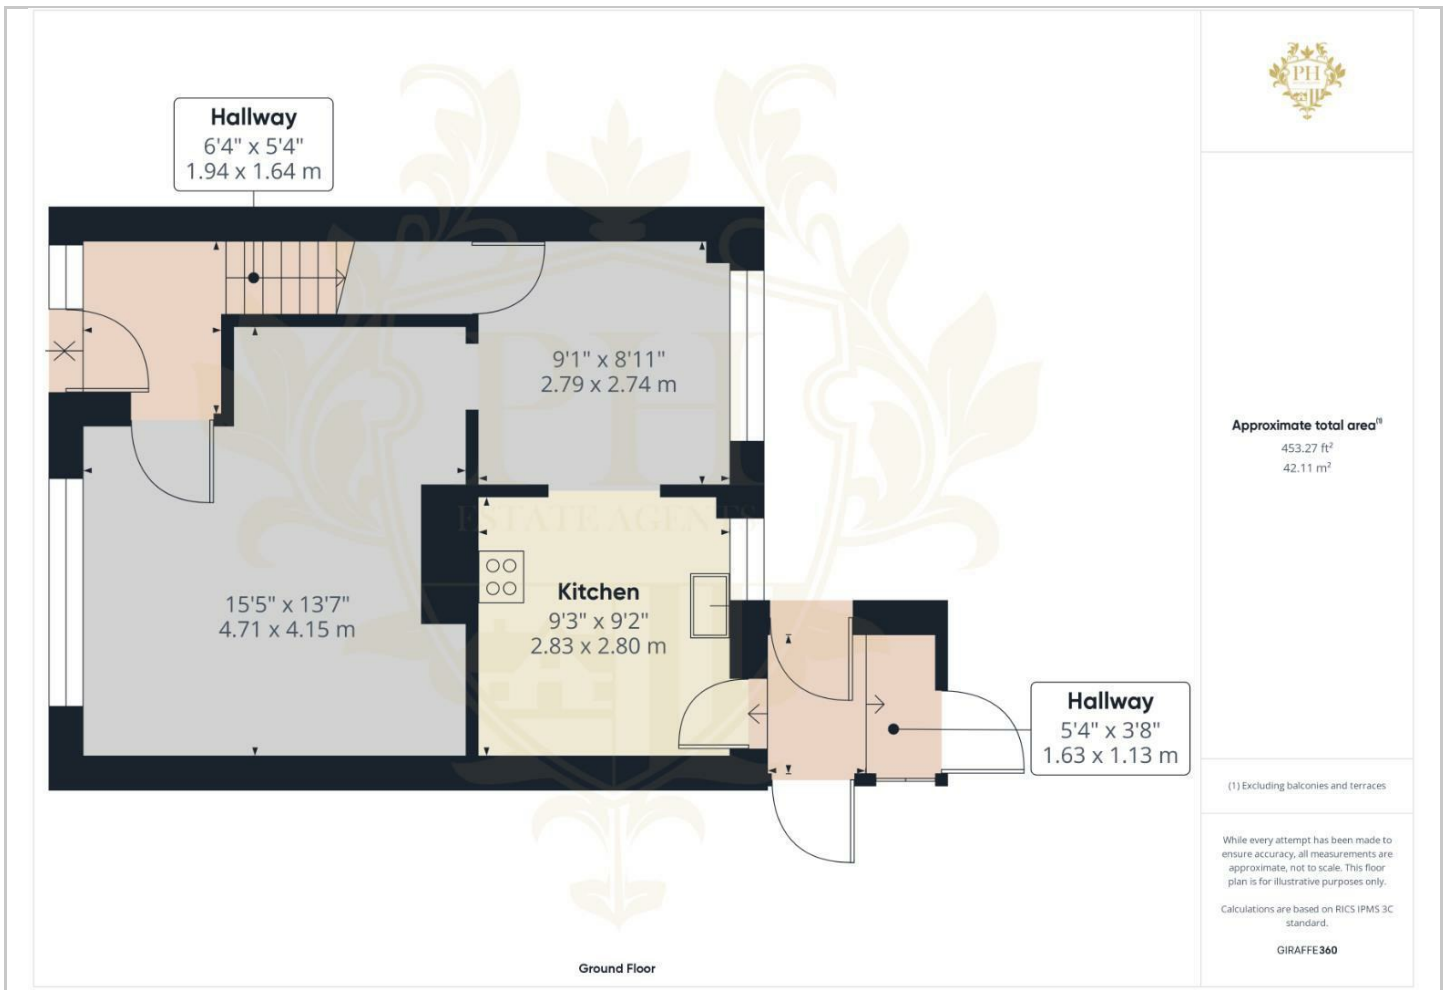 Hallway
6'4" x 5'4"
1.94 x 1.64 m
9'1" x 8'11"
2.79 x 2.74 m
15'5" x 13'7"
4.71 x 4.15 m
Kitchen
9'3" x 9'2"
2.83 x 2.80 m
Hallway
5'4" x 3'8"
1.63 x 1.13 m
Ground Floor
PH
ESTATE AGENTS
PH
Approximate total area⁽¹⁾
453.27 ft²
42.11 m²
(1) Excluding balconies and terraces
While every attempt has been made to
ensure accuracy, all measurements are
approximate, not to scale. This floor
plan is for illustrative purposes only.
Calculations are based on RICS IPMS 3C
standard.
GIRAFFE360